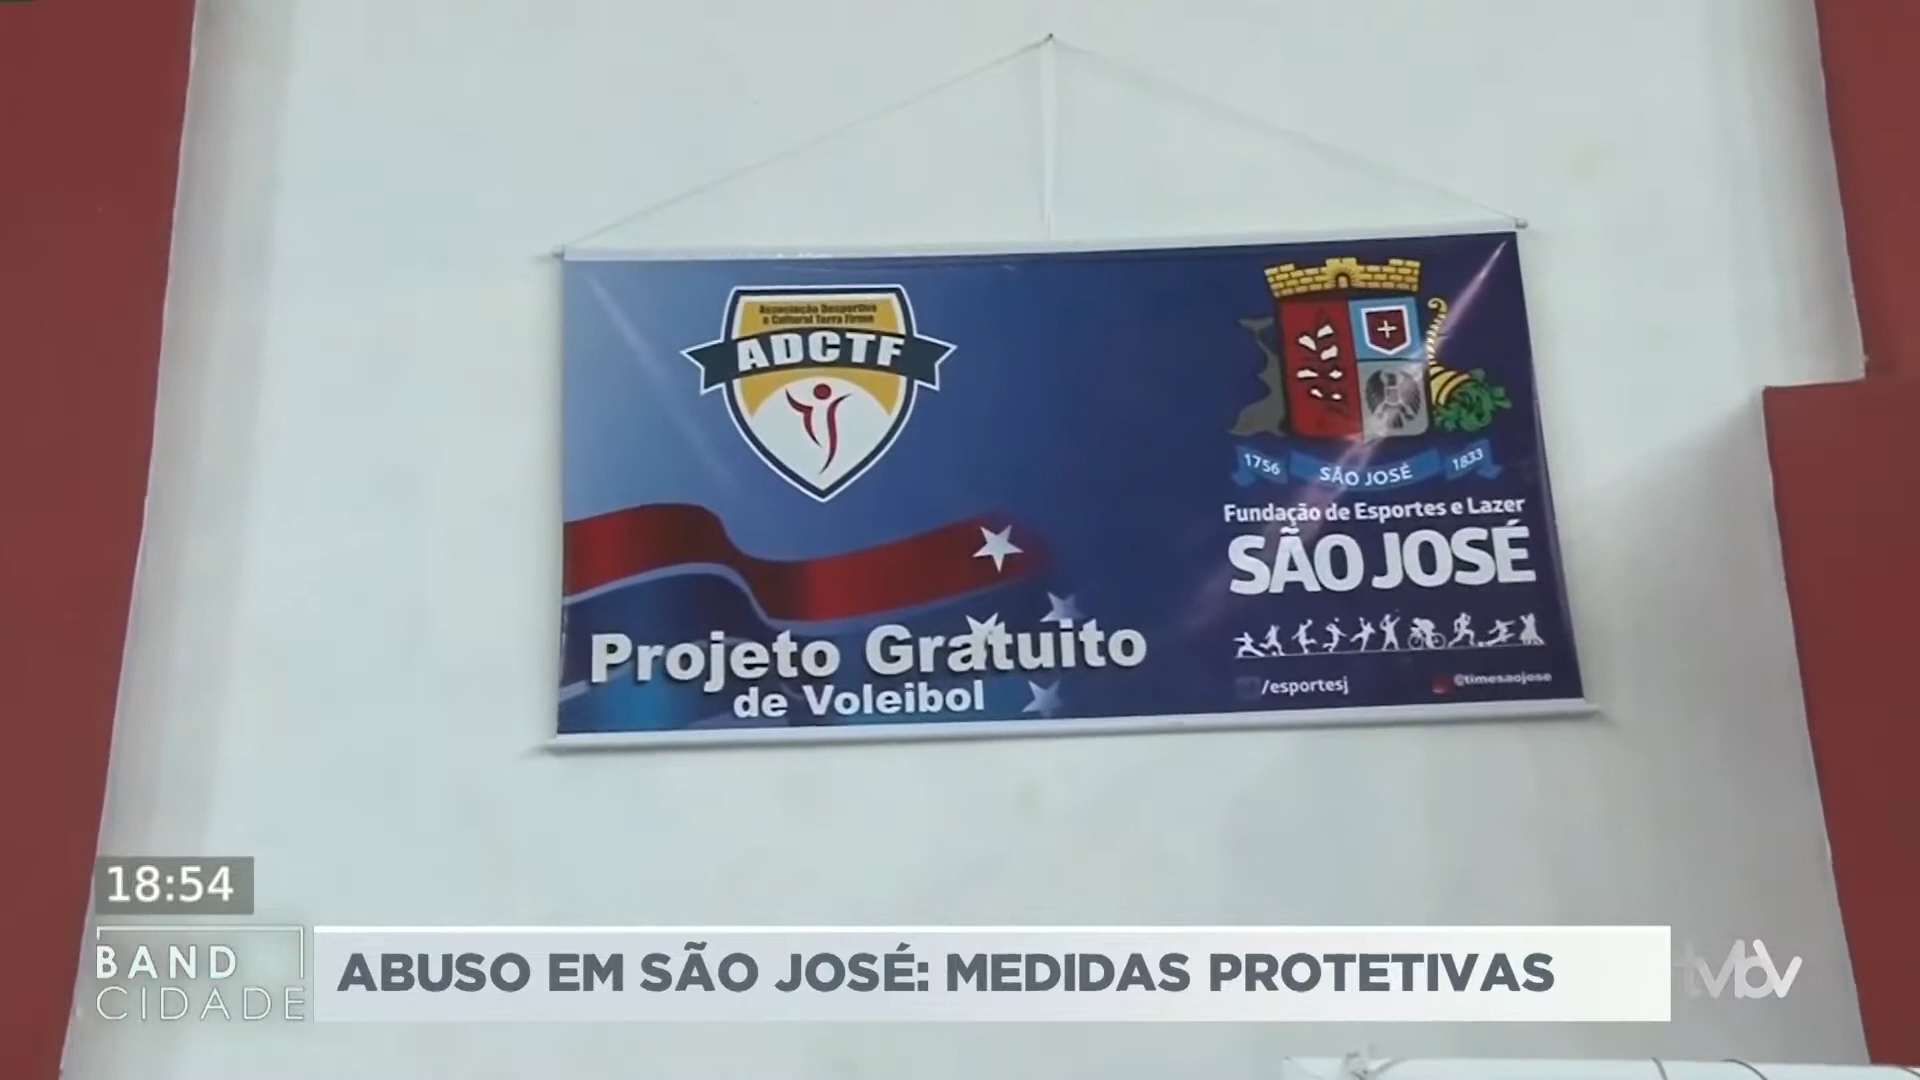 Associação Desportiva
e Cultural Terra Firme
ADCTF
1756
SÃO JOSÉ
1833
Fundação de Esportes e Lazer
SÃO JOSÉ
Projeto Gratuito
de Voleibol
/esportesj
@timesaojose
18:54
BAND
CIDADE
ABUSO EM SÃO JOSÉ: MEDIDAS PROTETIVAS
tvbv